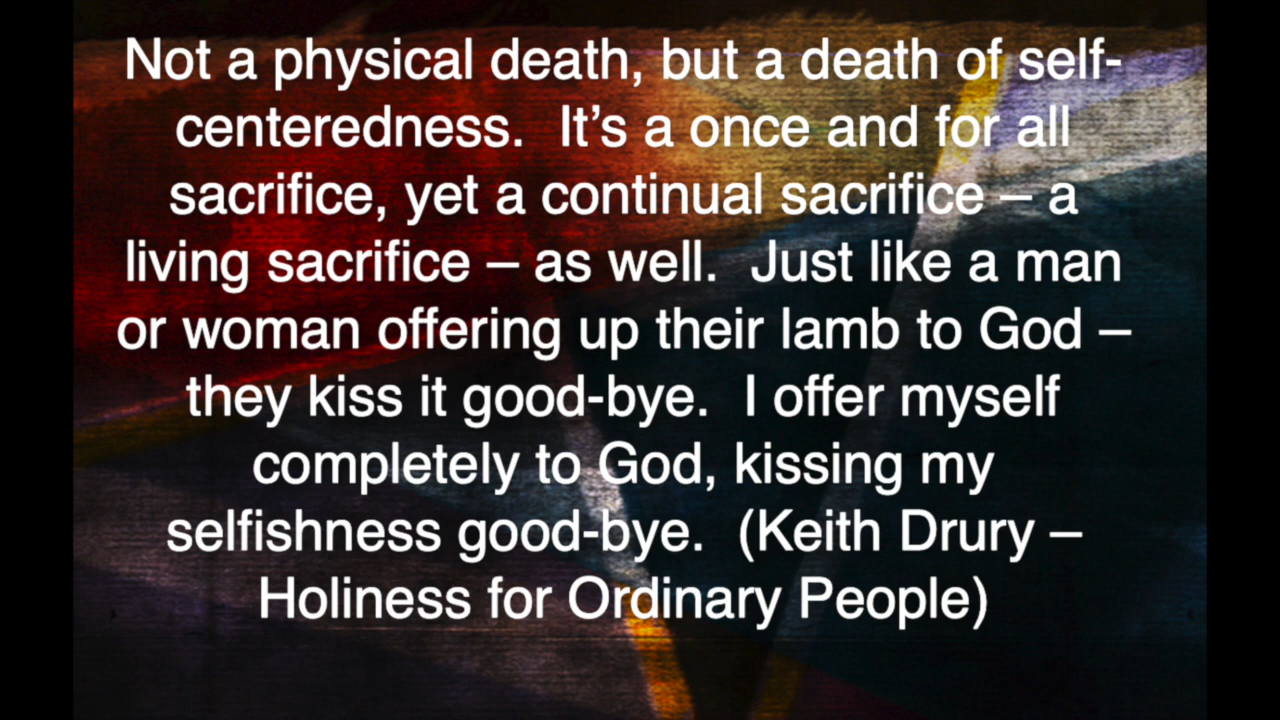 Not a physical death, but a death of self-
centeredness.  It’s a once and for all
sacrifice, yet a continual sacrifice – a
living sacrifice – as well.  Just like a man
or woman offering up their lamb to God –
they kiss it good-bye.  I offer myself
completely to God, kissing my
selfishness good-bye.  (Keith Drury –
Holiness for Ordinary People)